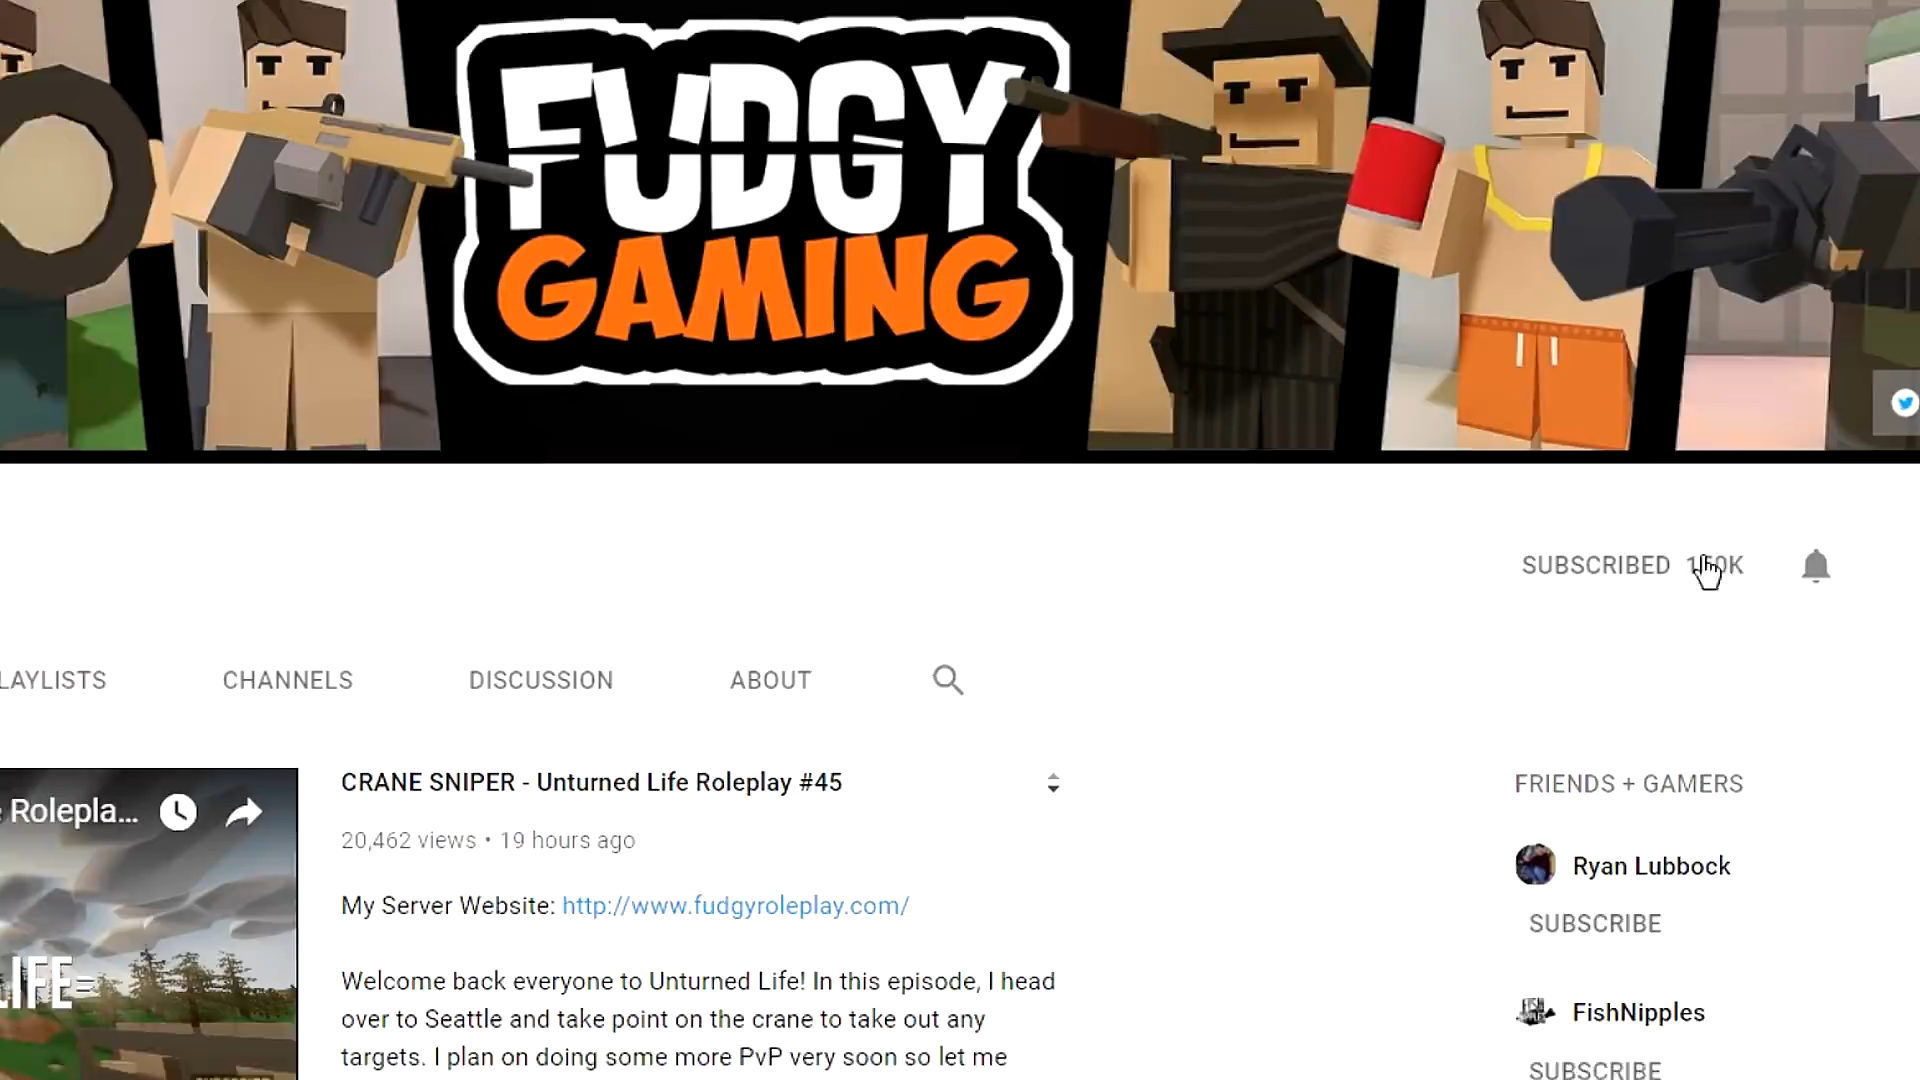 FUDGY
GAMING
SUBSCRIBED
LAYLISTS
CHANNELS
DISCUSSION
ABOUT
Rolepla...
CRANE SNIPER - Unturned Life Roleplay #45
20,462 views • 19 hours ago
My Server Website: http://www.fudgyroleplay.com/
Welcome back everyone to Unturned Life! In this episode, I head
over to Seattle and take point on the crane to take out any
targets. I plan on doing some more PvP very soon so let me
LIFE
FRIENDS + GAMERS
Ryan Lubbock
SUBSCRIBE
FishNipples
SUBSCRIBE